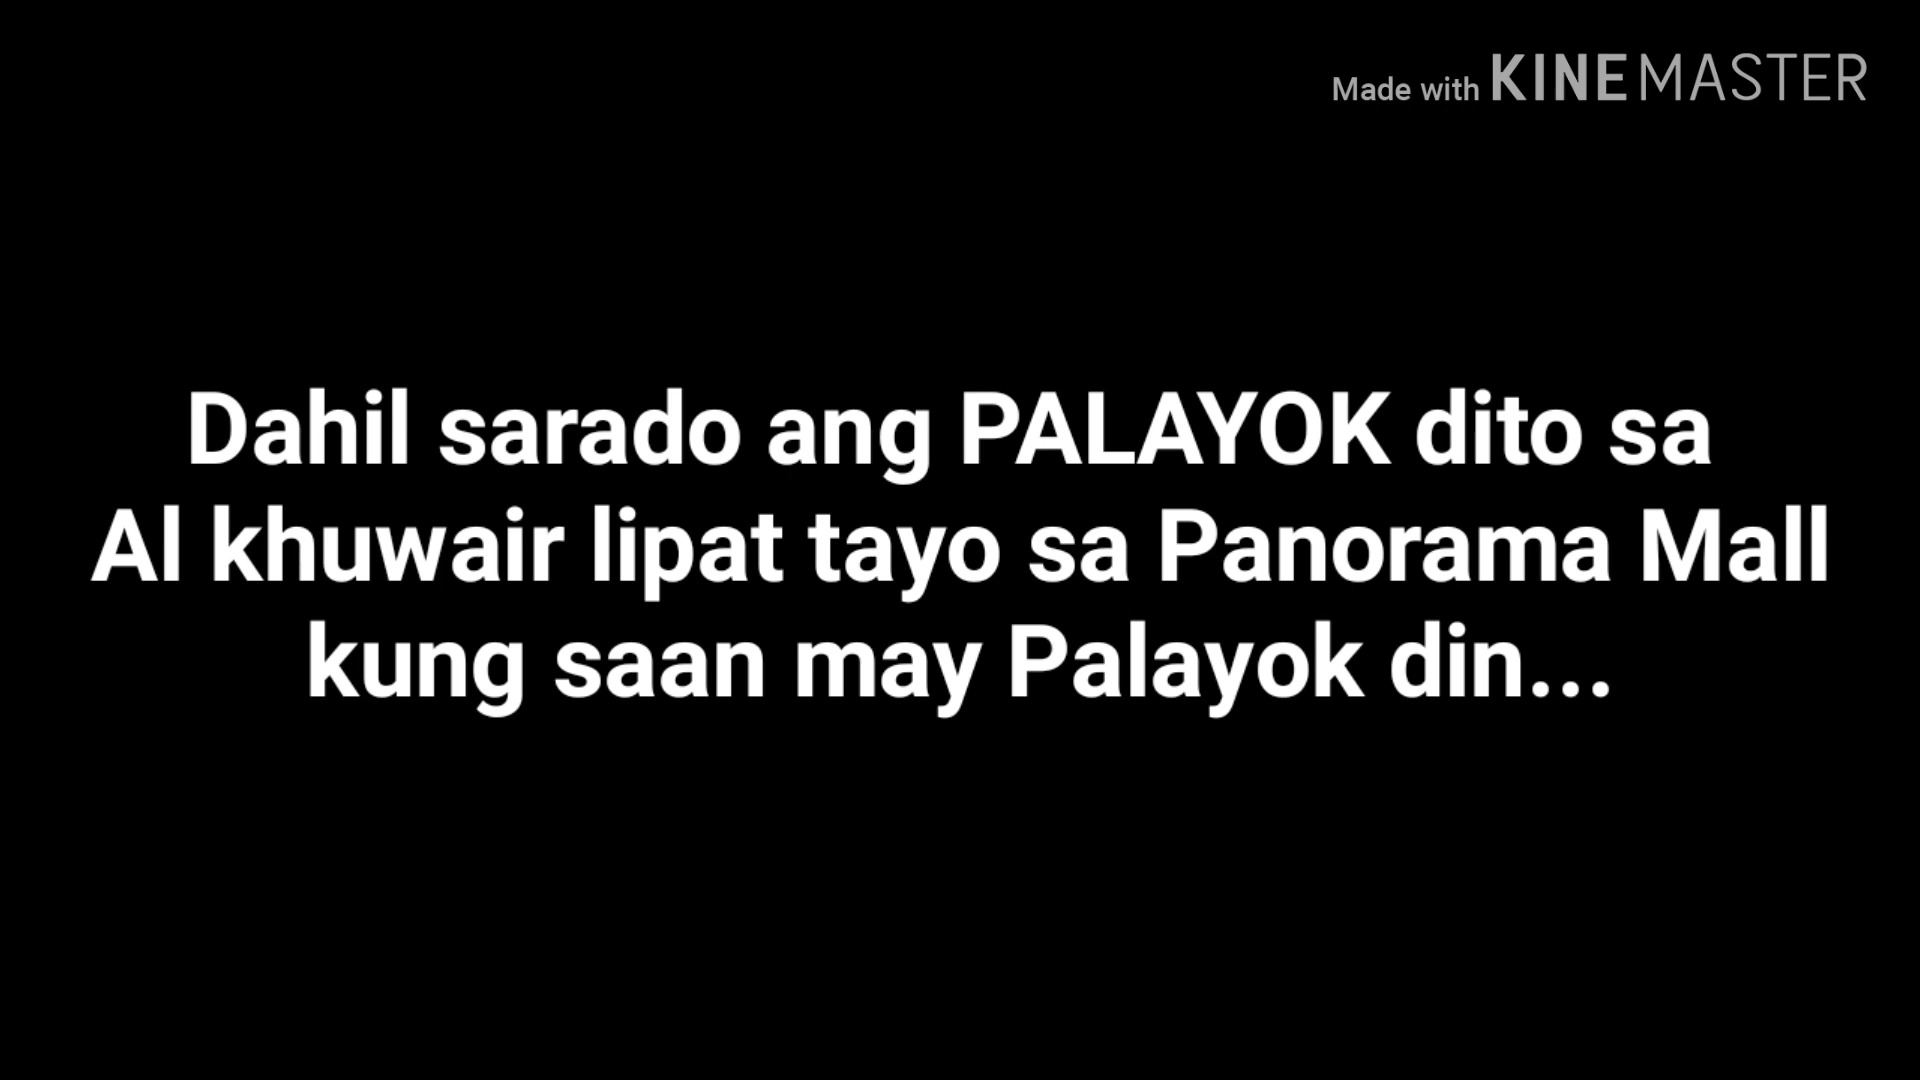 Made with KINEMASTER
Dahil sarado ang PALAYOK dito sa
Al khuwair lipat tayo sa Panorama Mall
kung saan may Palayok din...